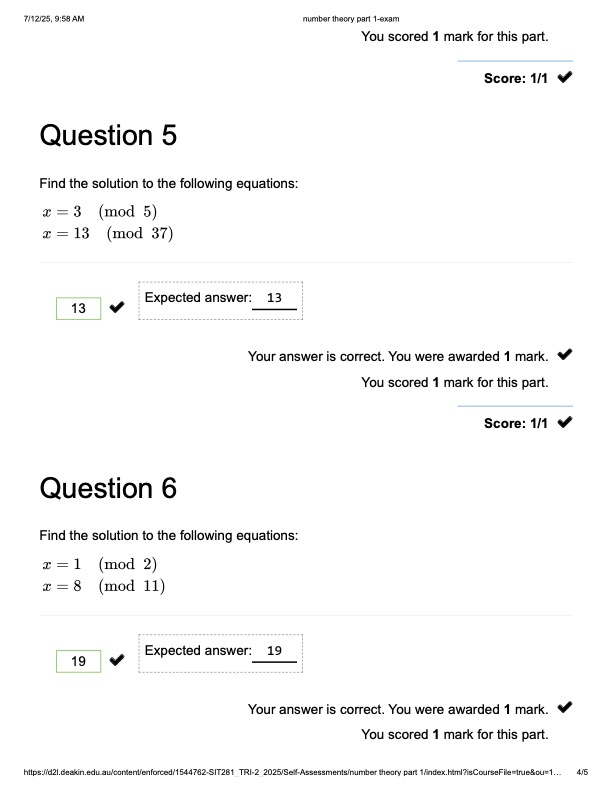 7/12/25, 9:58 AM number theory part 1-exam
You scored 1 mark for this part.
Score: 1/1 ✔
Question 5
Find the solution to the following equations:
x = 3 (mod 5)
x = 13 (mod 37)
13 ✔ Expected answer: 13
Your answer is correct. You were awarded 1 mark. ✔
You scored 1 mark for this part.
Score: 1/1 ✔
Question 6
Find the solution to the following equations:
x = 1 (mod 2)
x = 8 (mod 11)
19 ✔ Expected answer: 19
Your answer is correct. You were awarded 1 mark. ✔
You scored 1 mark for this part.
https://d2l.deakin.edu.au/content/enforced/1544762-SIT281_TRI-2_2025/Self-Assessments/number theory part 1/index.html?isCourseFile=true&ou=1… 4/5